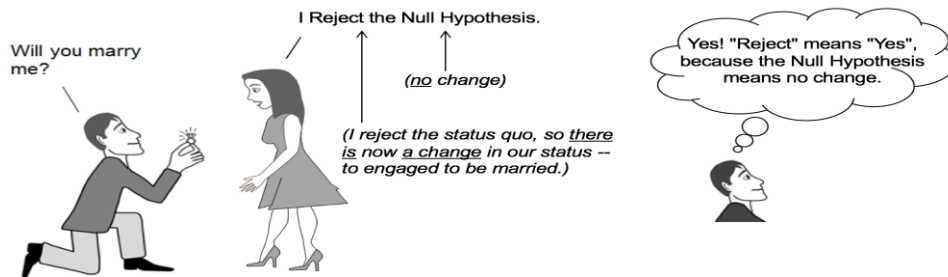 Will you marry
me?
I Reject the Null Hypothesis.
(no change)
(I reject the status quo, so there
is now a change in our status --
to engaged to be married.)
Yes! "Reject" means "Yes",
because the Null Hypothesis
means no change.